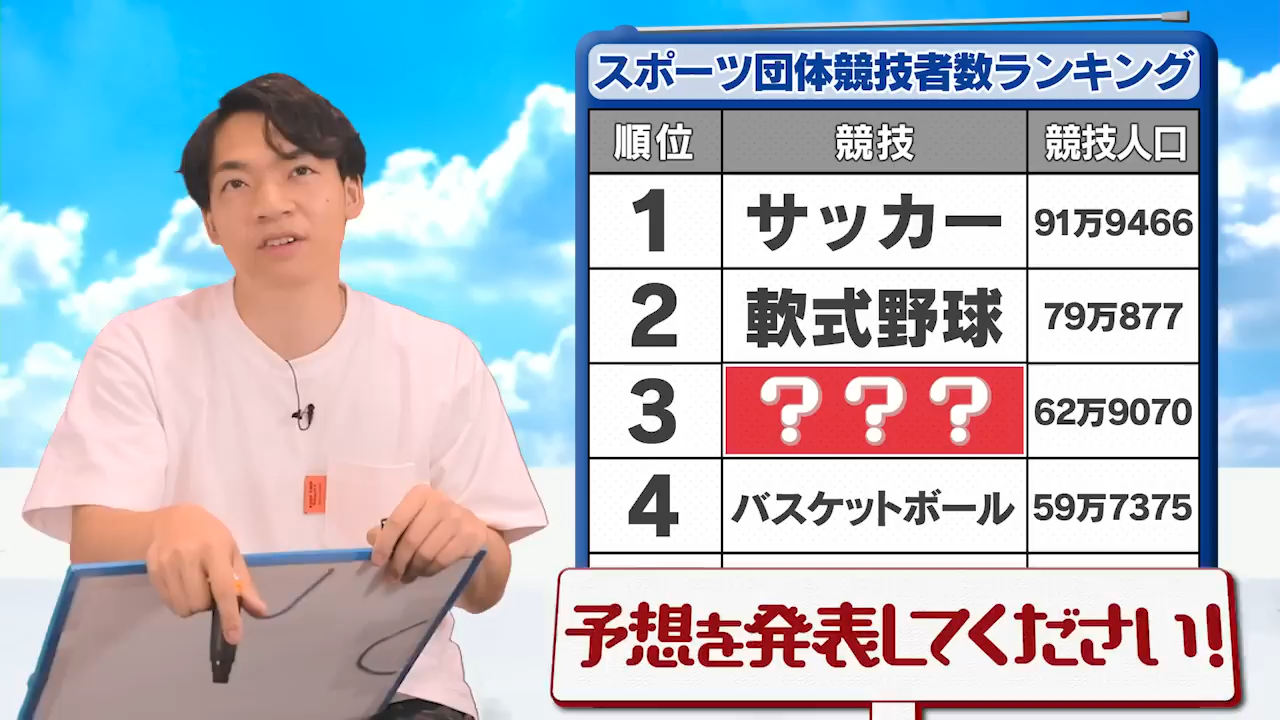 スポーツ団体競技者数ランキング
順位 競技 競技人口
1 サッカー 91万9466
2 軟式野球 79万877
3 ??? 62万9070
4 バスケットボール 59万7375
予想を発表してください!